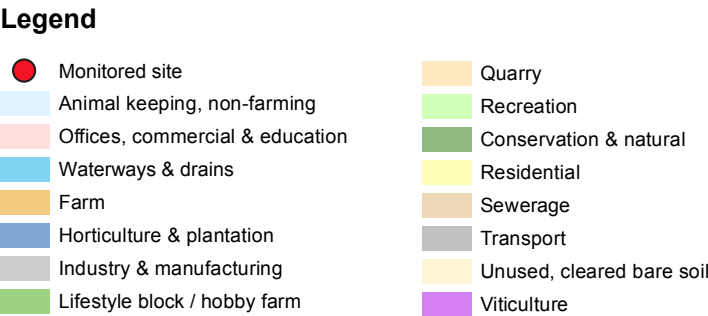 Legend
Monitored site
Animal keeping, non-farming
Offices, commercial & education
Waterways & drains
Farm
Horticulture & plantation
Industry & manufacturing
Lifestyle block / hobby farm
Quarry
Recreation
Conservation & natural
Residential
Sewerage
Transport
Unused, cleared bare soil
Viticulture